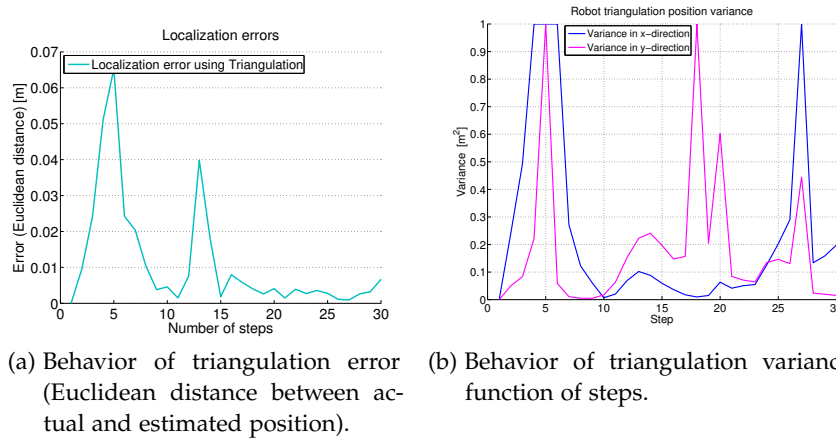 Localization errors
0.07
0.06
0.05
0.04
0.03
0.02
0.01
0
Error (Euclidean distance) [m]
Localization error using Triangulation
0 5 10 15 20 25 30
Number of steps
(a) Behavior of triangulation error
(Euclidean distance between ac-
tual and estimated position).
Robot triangulation position variance
1
0.9
0.8
0.7
0.6
0.5
0.4
0.3
0.2
0.1
0
Variance [m²]
Variance in x−direction
Variance in y−direction
0 5 10 15 20 25
Step
(b) Behavior of triangulation varianc
function of steps.